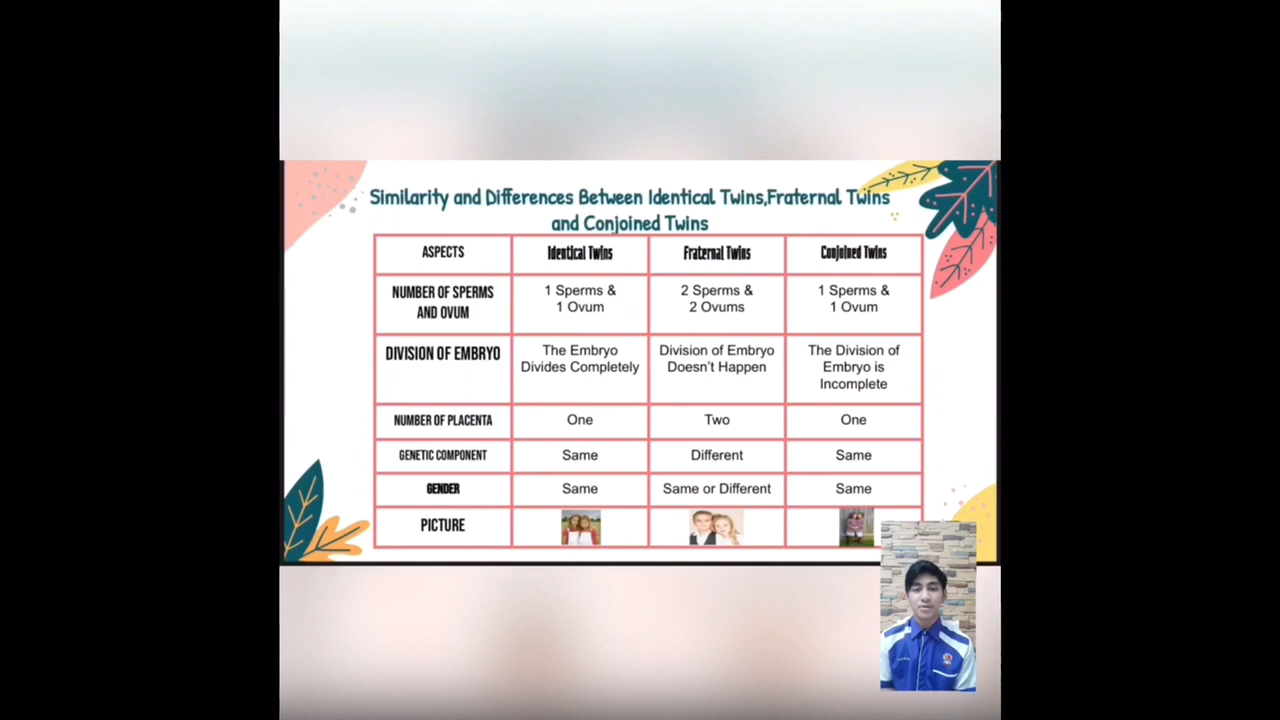 Similarity and Differences Between Identical Twins,Fraternal Twins
and Conjoined Twins
ASPECTS
Identical Twins
Fraternal Twins
Conjoined Twins
NUMBER OF SPERMS
AND OVUM
1 Sperms &
1 Ovum
2 Sperms &
2 Ovums
1 Sperms &
1 Ovum
DIVISION OF EMBRYO
The Embryo
Divides Completely
Division of Embryo
Doesn't Happen
The Division of
Embryo is
Incomplete
NUMBER OF PLACENTA
One
Two
One
GENETIC COMPONENT
Same
Different
Same
GENDER
Same
Same or Different
Same
PICTURE